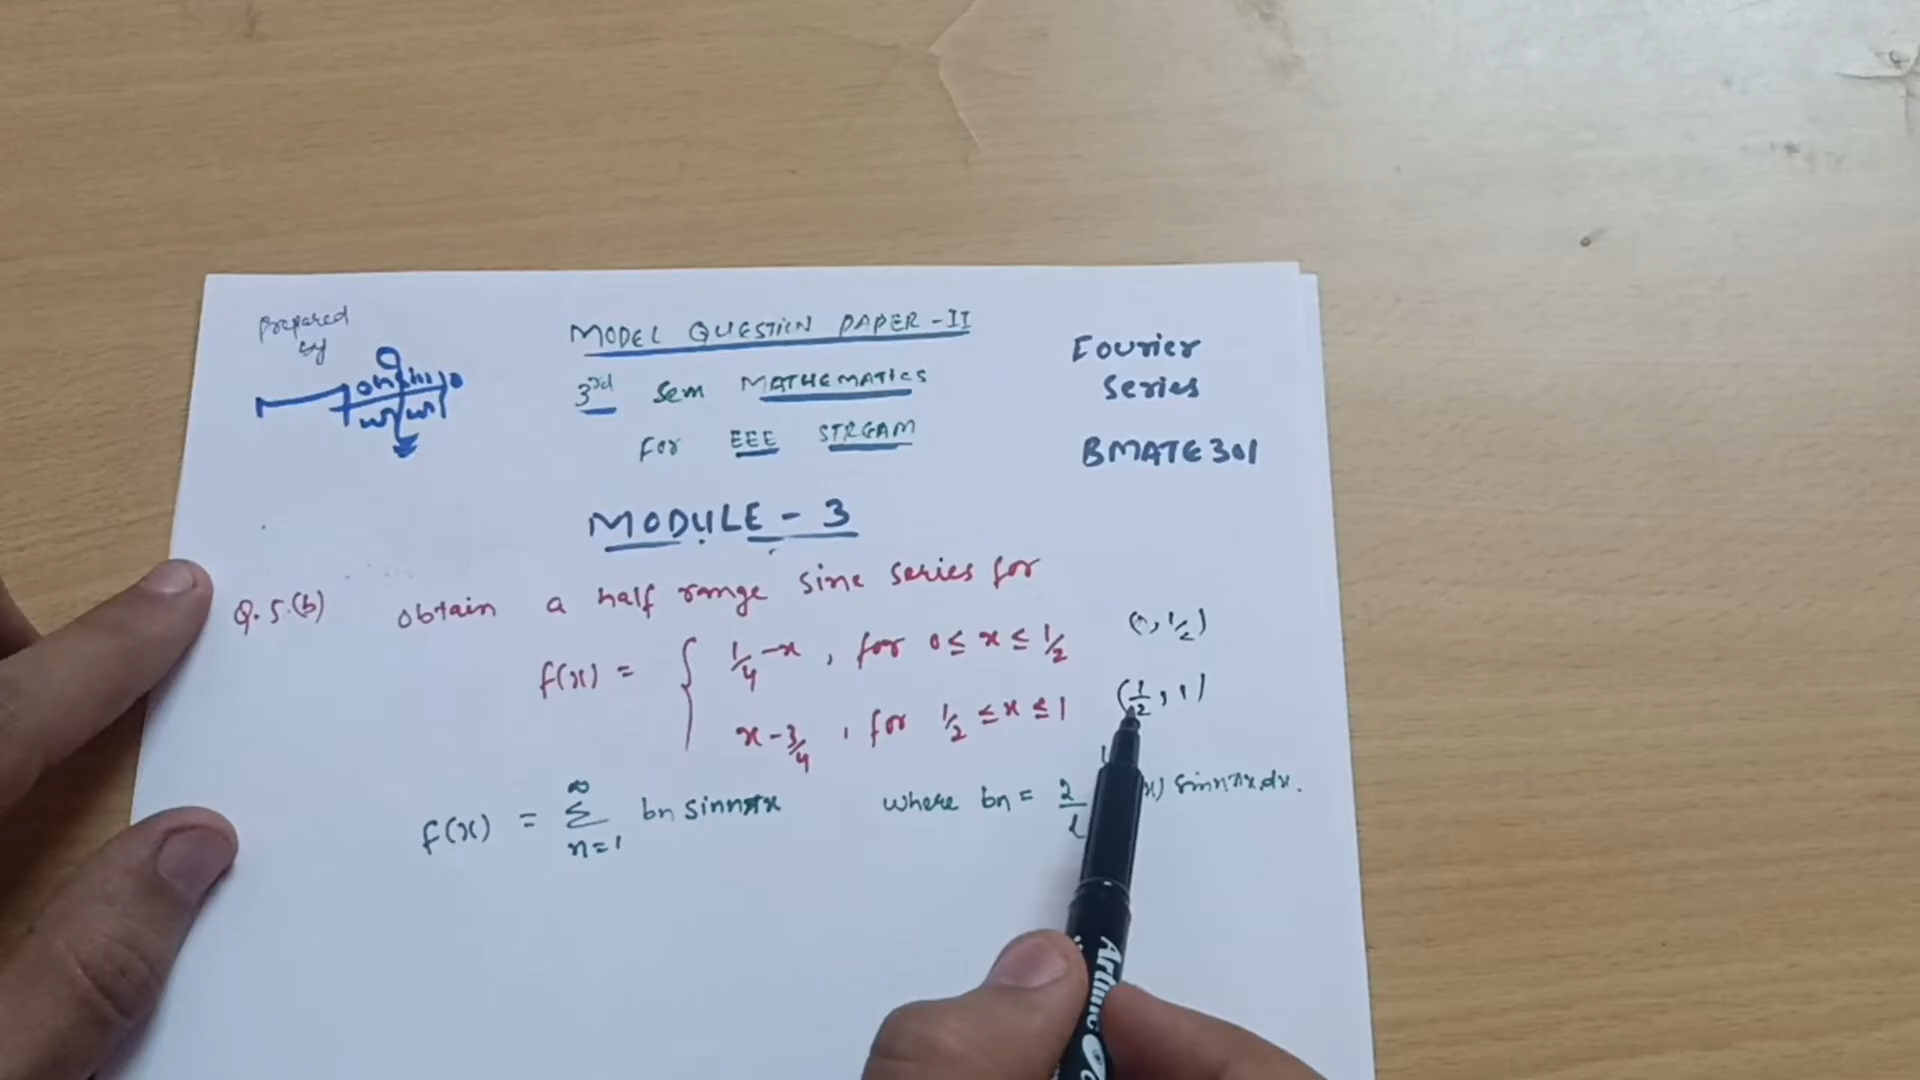 Prepared
by
MODEL QUESTION PAPER - II
3rd Sem MATHEMATICS
For EEE STREAM
Fourier
Series
BMATE301
MODULE - 3
Q.5.(b) obtain a half range sine series for
f(x) = { 1/4 - x , for 0 ≤ x ≤ 1/2 (0, 1/2)
x - 3/4 , for 1/2 ≤ x ≤ 1 (1/2, 1)
f(x) = ∞ Σ n=1 bn sinnπx where bn = 2/l x) sinnπx dx.
Artline